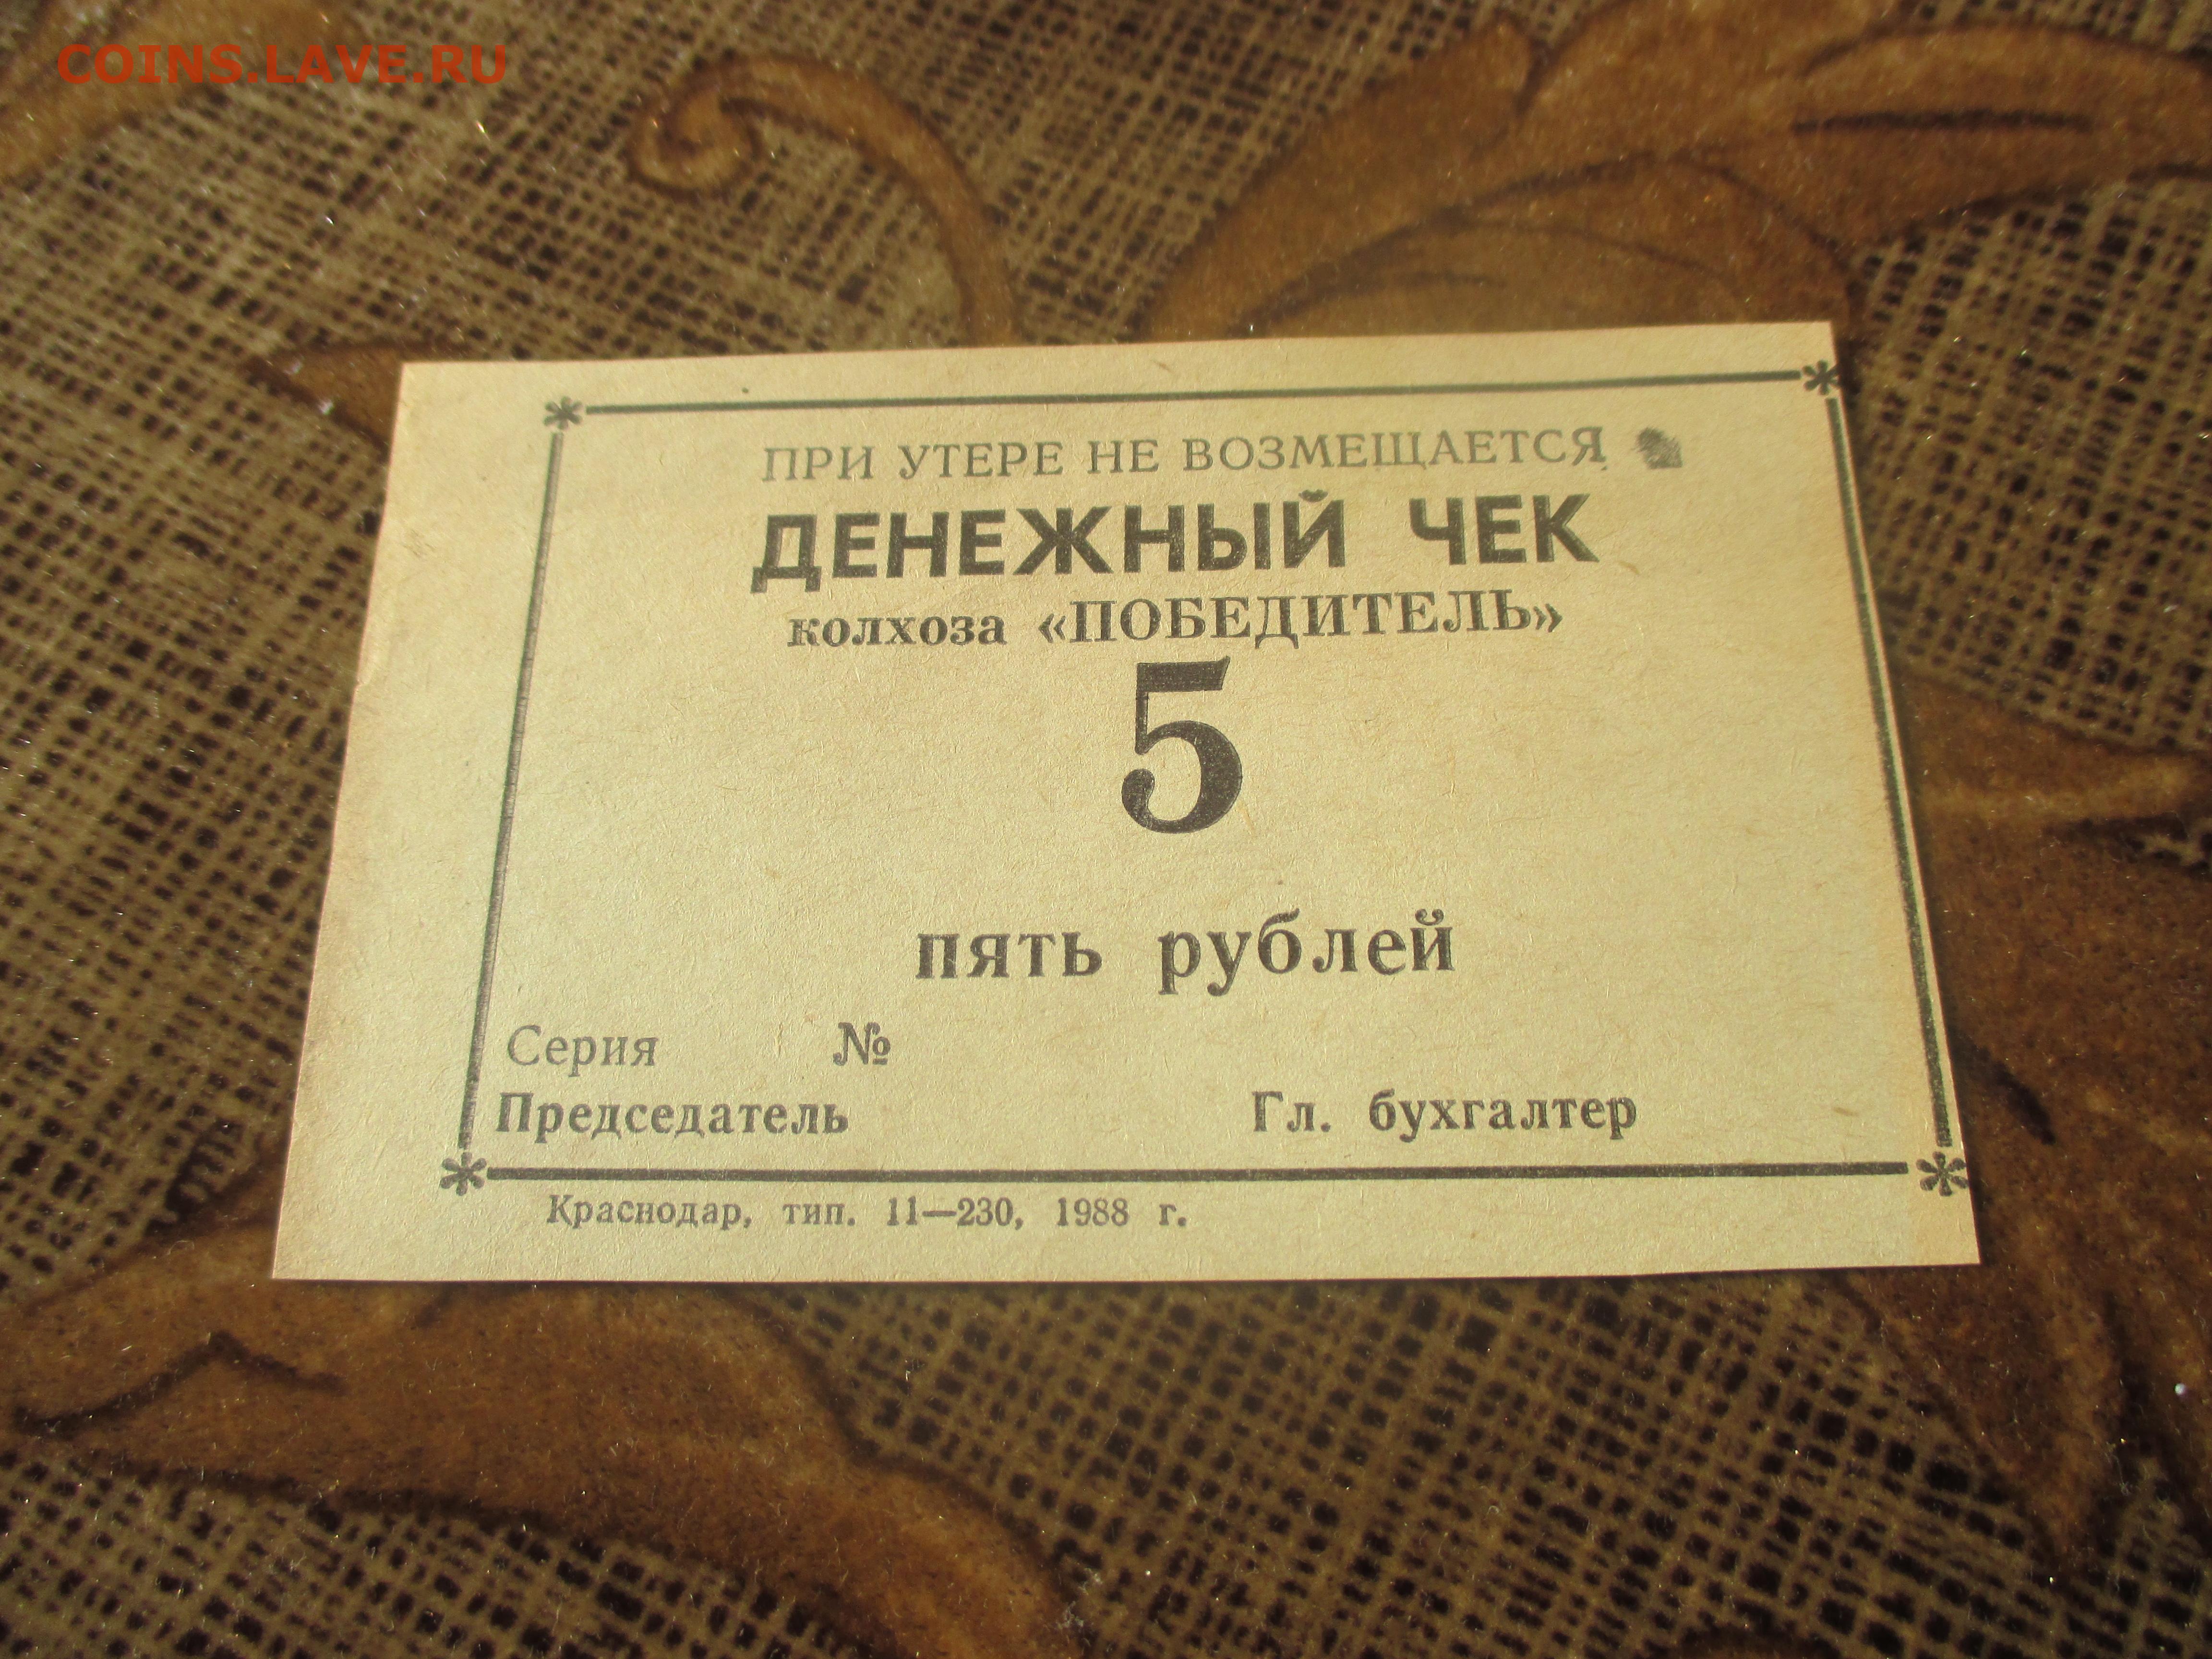 COINS.LAVE.RU
ПРИ УТЕРЕ НЕ ВОЗМЕЩАЕТСЯ
ДЕНЕЖНЫЙ ЧЕК
колхоза «ПОБЕДИТЕЛЬ»
5
пять рублей
Серия №
Председатель Гл. бухгалтер
Краснодар, тип. 11—230, 1988 г.